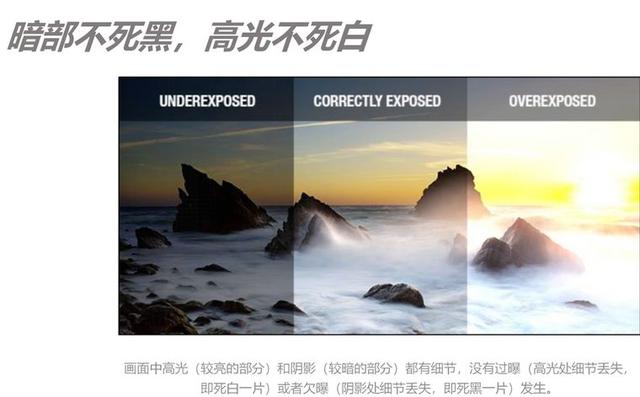 暗部不死黑，高光不死白
UNDEREXPOSED CORRECTLY EXPOSED OVEREXPOSED
画面中高光（较亮的部分）和阴影（较暗的部分）都有细节，没有过曝（高光处细节丢失，
即死白一片）或者欠曝（阴影处细节丢失，即死黑一片）发生。